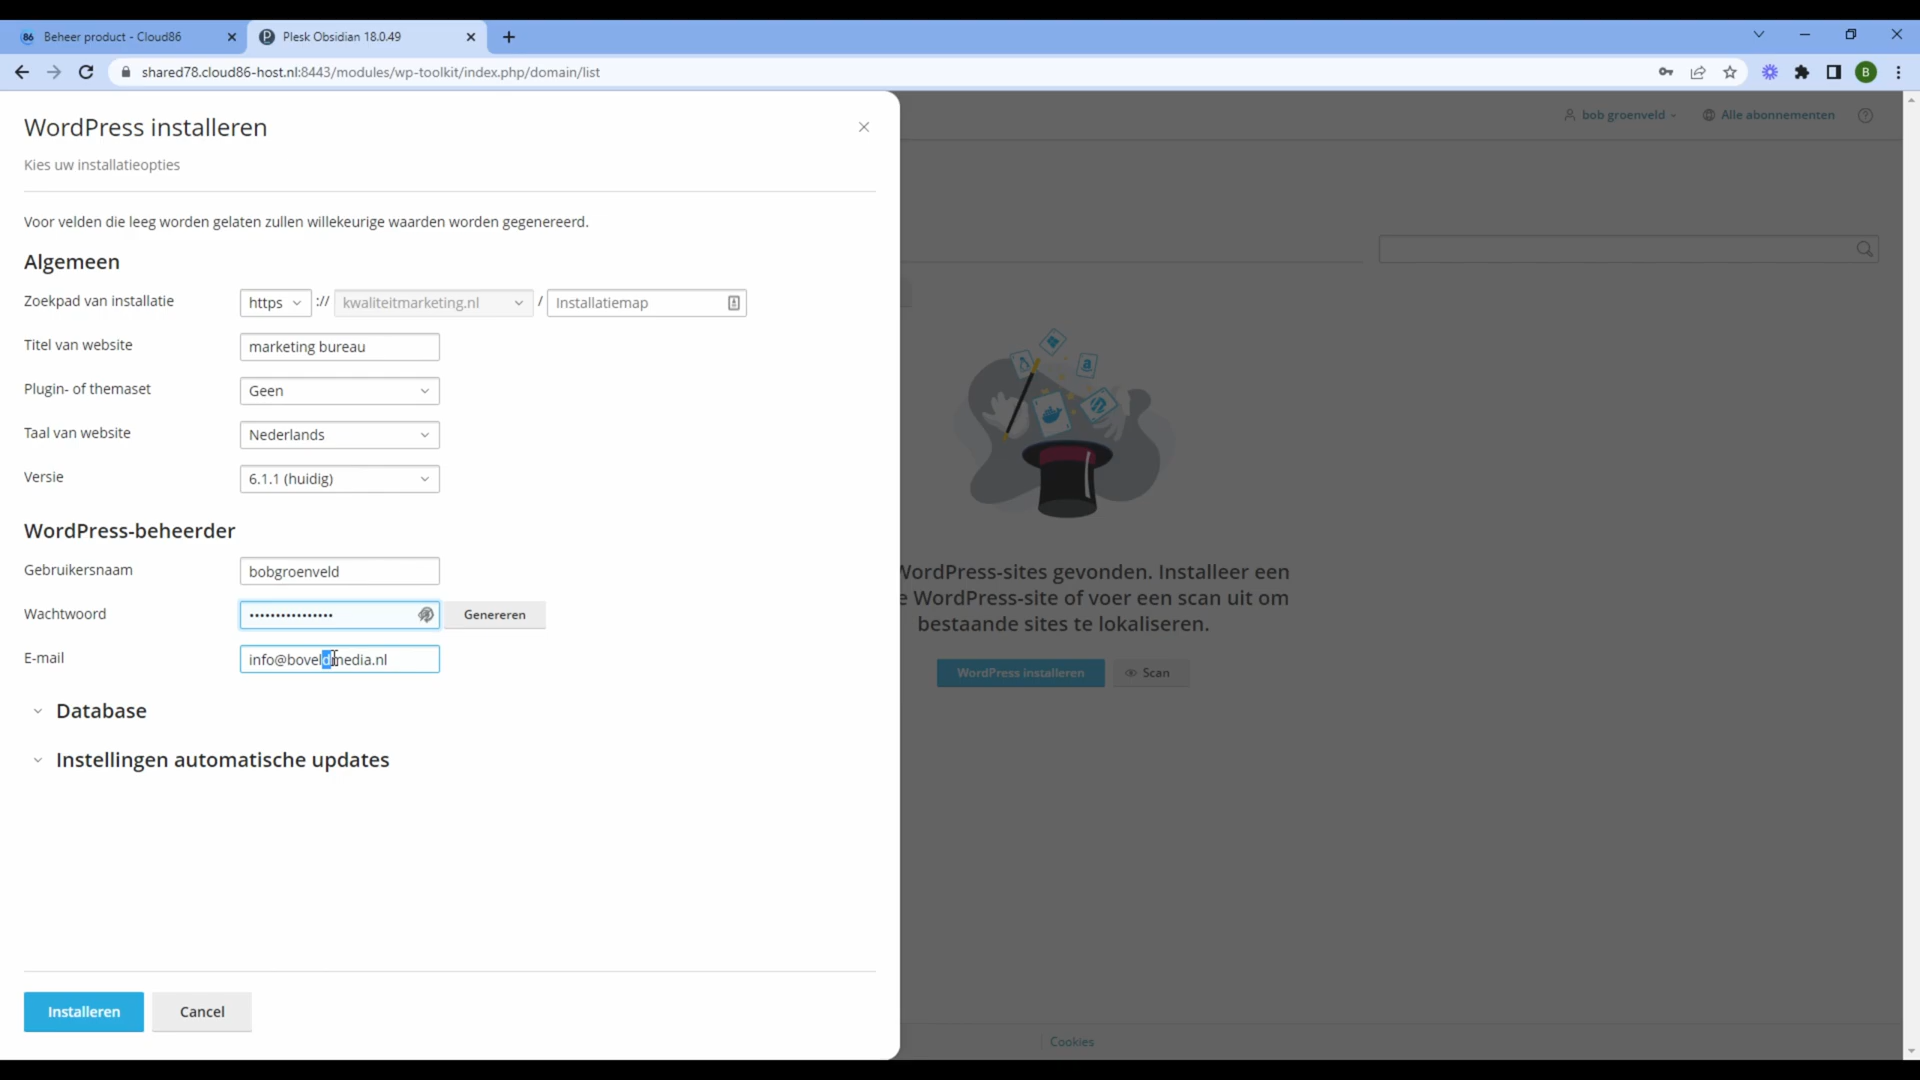 Beheer product - Cloud86
Plesk Obsidian 18.0.49
shared78.cloud86-host.nl:8443/modules/wp-toolkit/index.php/domain/list
B
WordPress installeren
Kies uw installatieopties
bob groenveld
Alle abonnementen
Voor velden die leeg worden gelaten zullen willekeurige waarden worden gegenereerd.
Algemeen
Zoekpad van installatie
https :// kwaliteitmarketing.nl / Installatiemap
Titel van website
marketing bureau
Plugin- of themaset
Geen
Taal van website
Nederlands
Versie
6.1.1 (huidig)
WordPress-beheerder
Gebruikersnaam
bobgroenveld
Wachtwoord
••••••••••••••••
Genereren
E-mail
info@boveldmedia.nl
Database
Instellingen automatische updates
Installeren
Cancel
WordPress-sites gevonden. Installeer een
e WordPress-site of voer een scan uit om
bestaande sites te lokaliseren.
WordPress installeren
Scan
Cookies